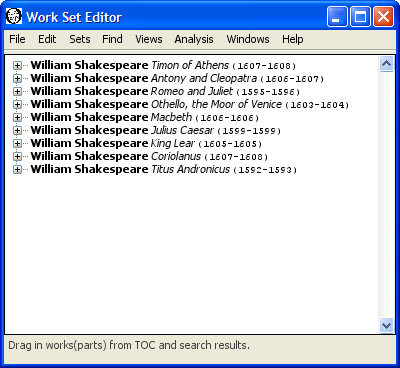 Work Set Editor
File Edit Sets Find Views Analysis Windows Help
William Shakespeare Timon of Athens (1607-1608)
William Shakespeare Antony and Cleopatra (1606-1607)
William Shakespeare Romeo and Juliet (1595-1596)
William Shakespeare Othello, the Moor of Venice (1603-1604)
William Shakespeare Macbeth (1606-1606)
William Shakespeare Julius Caesar (1599-1599)
William Shakespeare King Lear (1605-1605)
William Shakespeare Coriolanus (1607-1608)
William Shakespeare Titus Andronicus (1592-1593)
Drag in works(parts) from TOC and search results.